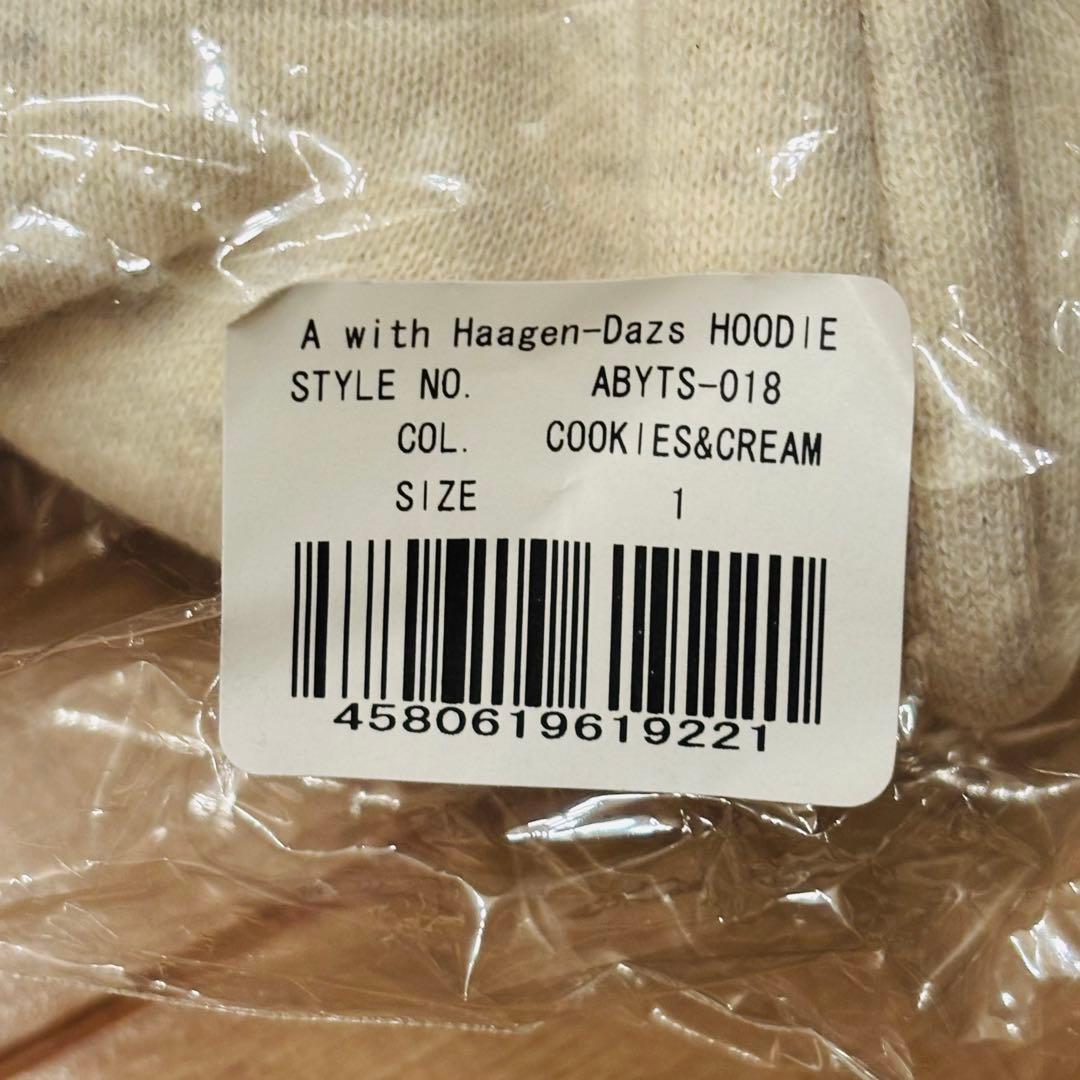 A with Haagen-Dazs HOODIE
STYLE NO. ABYTS-018
COL. COOKIES&CREAM
SIZE 1
4580619619221